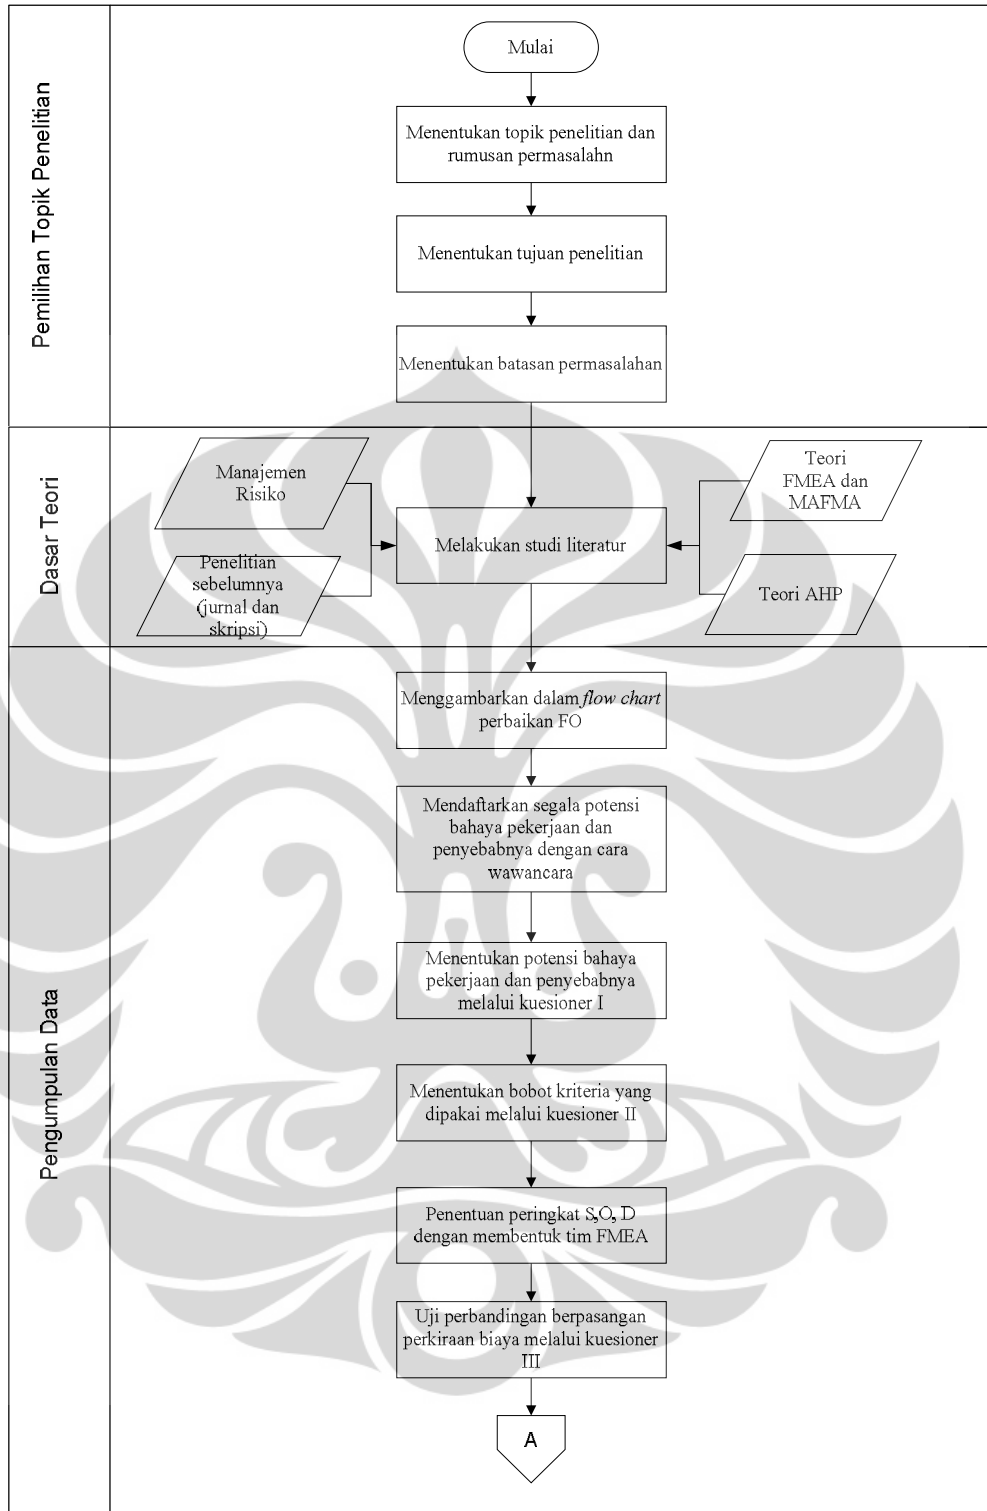 Pemilihan Topik Penelitian
Mulai
Menentukan topik penelitian dan
rumusan permasalahn
Menentukan tujuan penelitian
Menentukan batasan permasalahan
Dasar Teori
Manajemen
Risiko
Teori
FMEA dan
MAFMA
Melakukan studi literatur
Penelitian
sebelumnya
(jurnal dan
skripsi)
Teori AHP
Pengumpulan Data
Menggambarkan dalam flow chart
perbaikan FO
Mendaftarkan segala potensi
bahaya pekerjaan dan
penyebabnya dengan cara
wawancara
Menentukan potensi bahaya
pekerjaan dan penyebabnya
melalui kuesioner I
Menentukan bobot kriteria yang
dipakai melalui kuesioner II
Penentuan peringkat S,O, D
dengan membentuk tim FMEA
Uji perbandingan berpasangan
perkiraan biaya melalui kuesioner
III
A